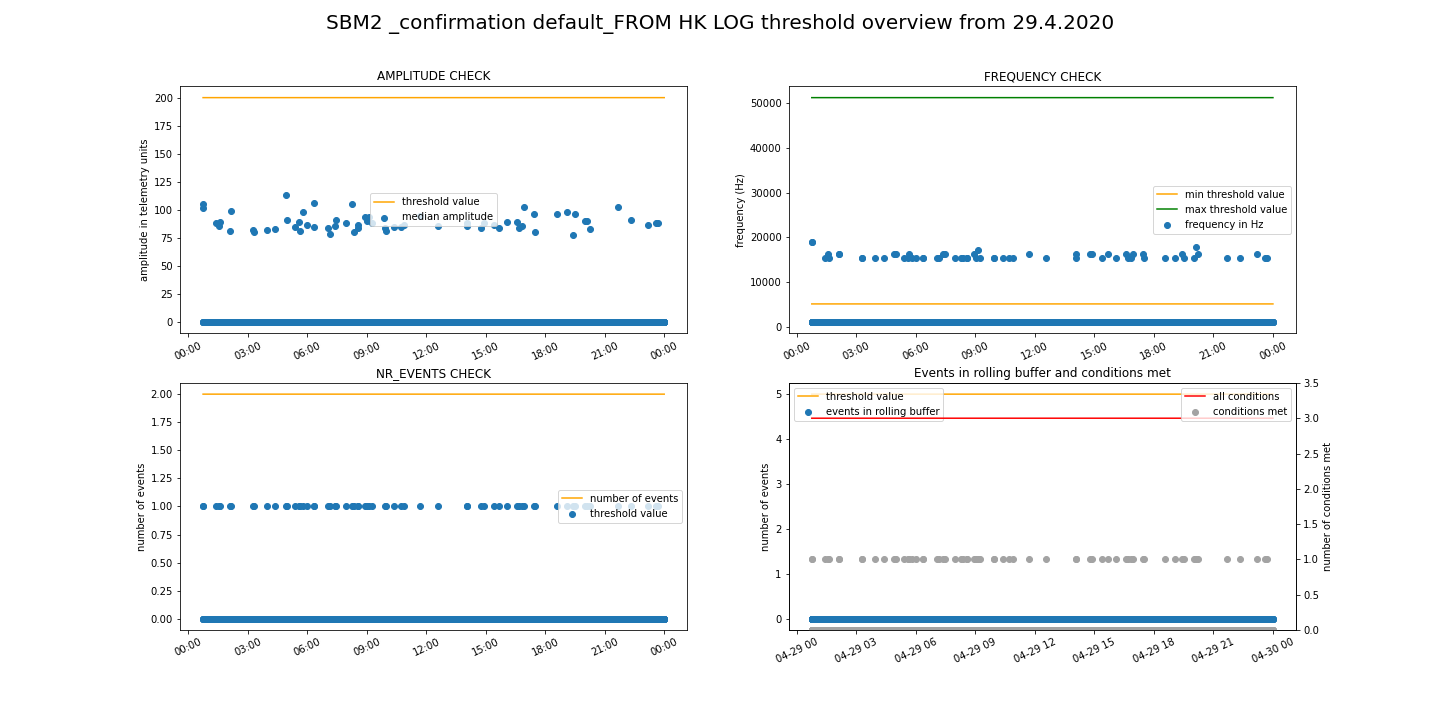 SBM2 _confirmation default_FROM HK LOG threshold overview from 29.4.2020
AMPLITUDE CHECK
amplitude in telemetry units
200
175
150
125
100
75
50
25
0
threshold value
median amplitude
00:00 03:00 06:00 09:00 12:00 15:00 18:00 21:00 00:00
FREQUENCY CHECK
frequency (Hz)
50000
40000
30000
20000
10000
0
min threshold value
max threshold value
frequency in Hz
00:00 03:00 06:00 09:00 12:00 15:00 18:00 21:00 00:00
NR_EVENTS CHECK
number of events
2.00
1.75
1.50
1.25
1.00
0.75
0.50
0.25
0.00
number of events
threshold value
00:00 03:00 06:00 09:00 12:00 15:00 18:00 21:00 00:00
Events in rolling buffer and conditions met
number of events
5
4
3
2
1
0
threshold value
events in rolling buffer
all conditions
conditions met
3.5
3.0
2.5
2.0
1.5
1.0
0.5
0.0
number of conditions met
04-29 00 04-29 03 04-29 06 04-29 09 04-29 12 04-29 15 04-29 18 04-29 21 04-30 00